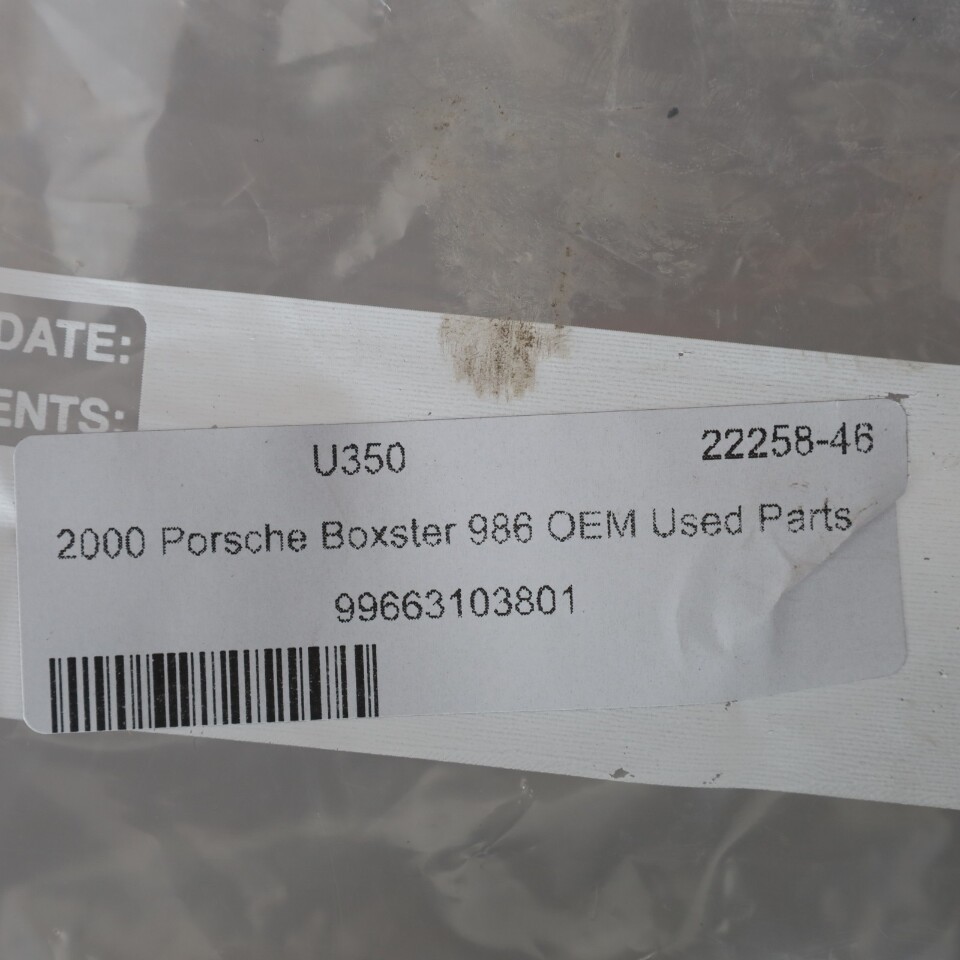 DATE:
ENTS:
U350 22258-46
2000 Porsche Boxster 986 OEM Used Parts
99663103801